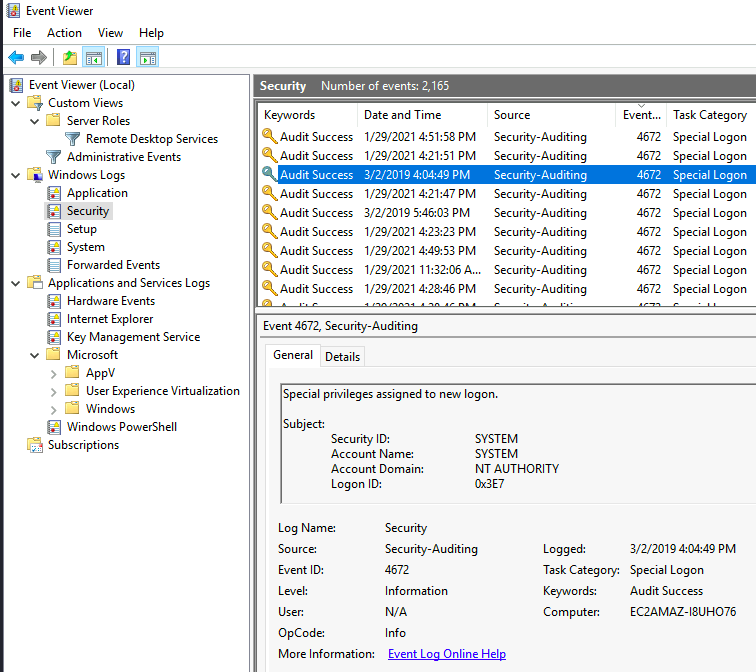 Event Viewer
File Action View Help
Event Viewer (Local)
Custom Views
Server Roles
Remote Desktop Services
Administrative Events
Windows Logs
Application
Security
Setup
System
Forwarded Events
Applications and Services Logs
Hardware Events
Internet Explorer
Key Management Service
Microsoft
AppV
User Experience Virtualization
Windows
Windows PowerShell
Subscriptions
Security Number of events: 2,165
Keywords Date and Time Source Event... Task Category
Audit Success 1/29/2021 4:51:58 PM Security-Auditing 4672 Special Logon
Audit Success 1/29/2021 4:21:51 PM Security-Auditing 4672 Special Logon
Audit Success 3/2/2019 4:04:49 PM Security-Auditing 4672 Special Logon
Audit Success 1/29/2021 4:21:47 PM Security-Auditing 4672 Special Logon
Audit Success 3/2/2019 5:46:03 PM Security-Auditing 4672 Special Logon
Audit Success 1/29/2021 4:23:23 PM Security-Auditing 4672 Special Logon
Audit Success 1/29/2021 4:49:53 PM Security-Auditing 4672 Special Logon
Audit Success 1/29/2021 11:32:06 A... Security-Auditing 4672 Special Logon
Audit Success 1/29/2021 4:28:46 PM Security-Auditing 4672 Special Logon
Event 4672, Security-Auditing
General Details
Special privileges assigned to new logon.
Subject:
Security ID: SYSTEM
Account Name: SYSTEM
Account Domain: NT AUTHORITY
Logon ID: 0x3E7
Log Name: Security
Source: Security-Auditing Logged: 3/2/2019 4:04:49 PM
Event ID: 4672 Task Category: Special Logon
Level: Information Keywords: Audit Success
User: N/A Computer: EC2AMAZ-I8UHO76
OpCode: Info
More Information: Event Log Online Help